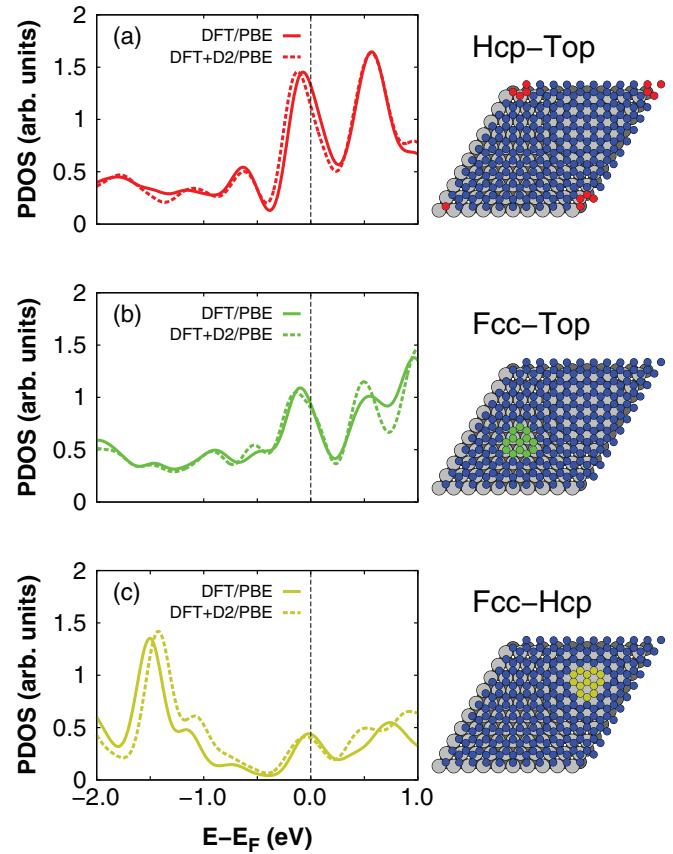 2
(a)
DFT/PBE
DFT+D2/PBE
1.5
1
0.5
0
PDOS (arb. units)
Hcp−Top
2
(b)
DFT/PBE
DFT+D2/PBE
1.5
1
0.5
0
PDOS (arb. units)
Fcc−Top
2
(c)
DFT/PBE
DFT+D2/PBE
1.5
1
0.5
0
PDOS (arb. units)
Fcc−Hcp
-2.0 -1.0 0.0 1.0
E−EF (eV)